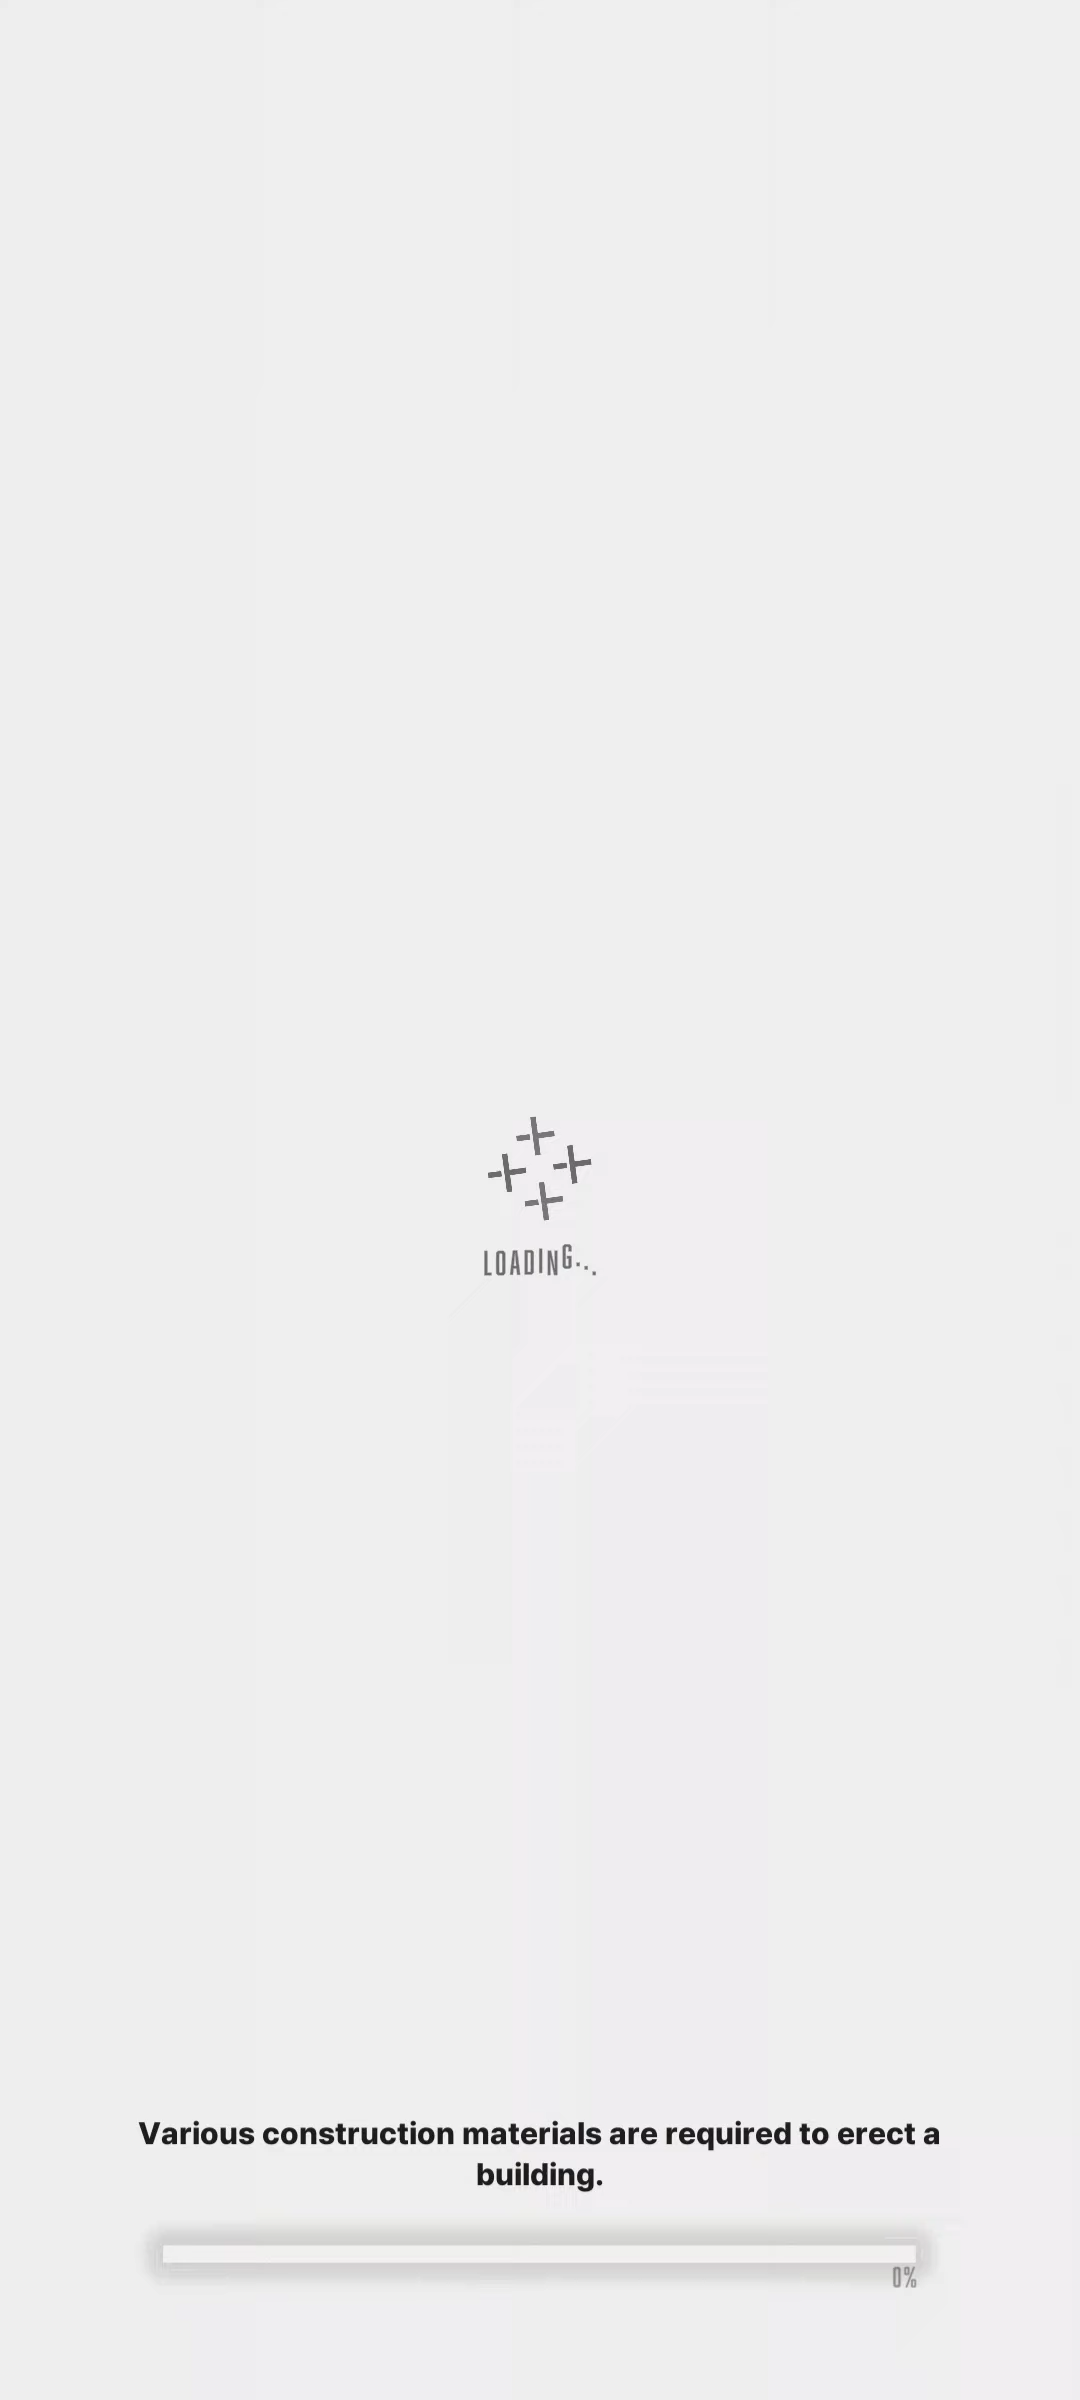 LOADING...
Various construction materials are required to erect a
building.
0%